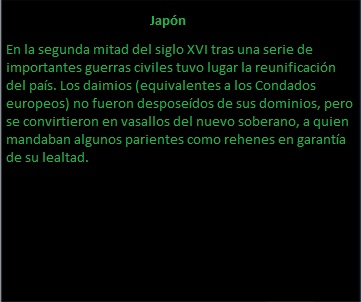 Japón
En la segunda mitad del siglo XVI tras una serie de
importantes guerras civiles tuvo lugar la reunificación
del país. Los daimios (equivalentes a los Condados
europeos) no fueron desposeídos de sus dominios, pero
se convirtieron en vasallos del nuevo soberano, a quien
mandaban algunos parientes como rehenes en garantía
de su lealtad.